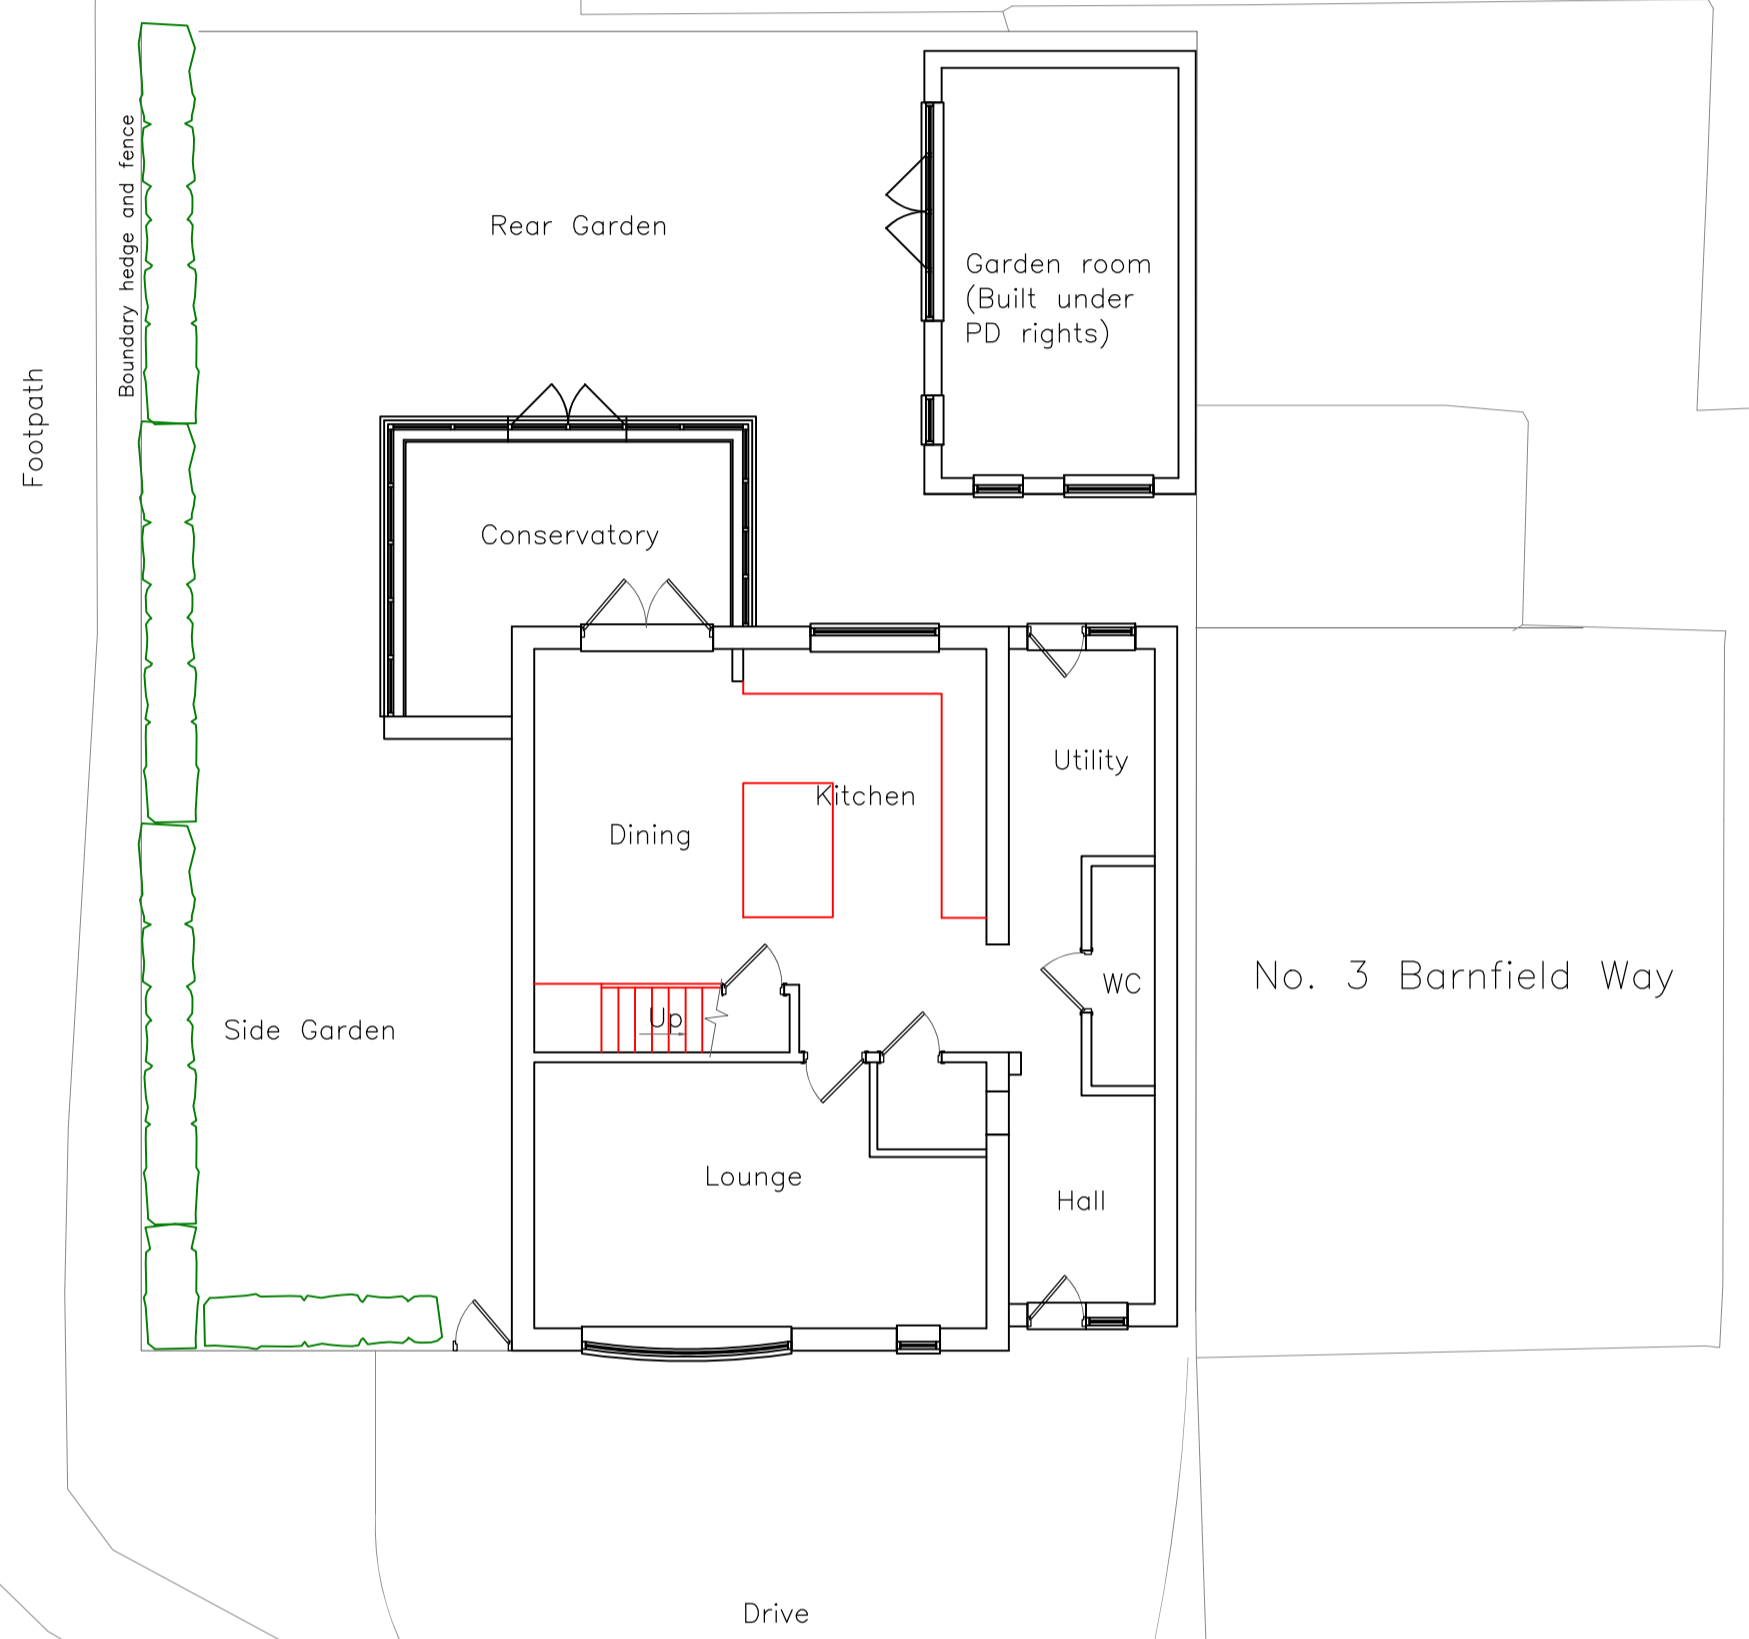 Boundary hedge and fence
Footpath
Rear Garden
Garden room
(Built under
PD rights)
Conservatory
Utility
Kitchen
Dining
WC
No. 3 Barnfield Way
Up
Side Garden
Lounge
Hall
Drive